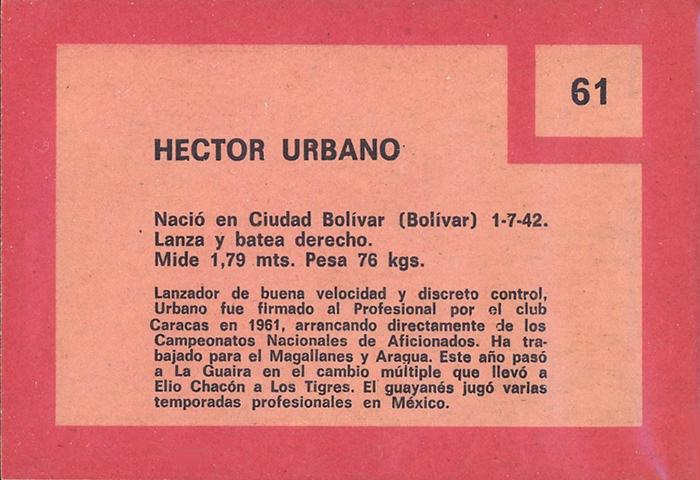 61
HECTOR URBANO
Nació en Ciudad Bolívar (Bolívar) 1-7-42.
Lanza y batea derecho.
Mide 1,79 mts. Pesa 76 kgs.
Lanzador de buena velocidad y discreto control,
Urbano fue firmado al Profesional por el club
Caracas en 1961, arrancando directamente de los
Campeonatos Nacionales de Aficionados. Ha tra-
bajado para el Magallanes y Aragua. Este año pasó
a La Guaira en el cambio múltiple que llevó a
Elio Chacón a Los Tigres. El guayanés jugó varias
temporadas profesionales en México.